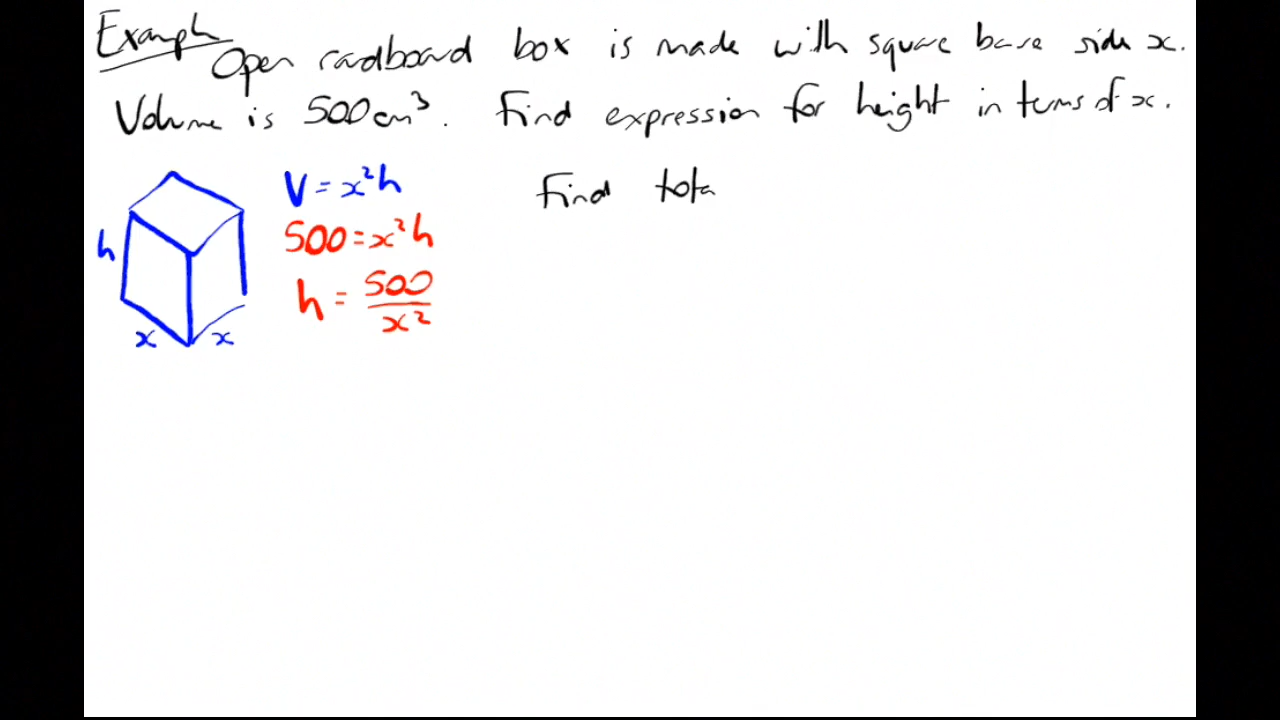 Example
Open cardboard box is made with square base side x.
Volume is 500cm³. Find expression for height in terms of x.
h
x
x
V = x²h
500 = x²h
h = 500/x²
Find tota